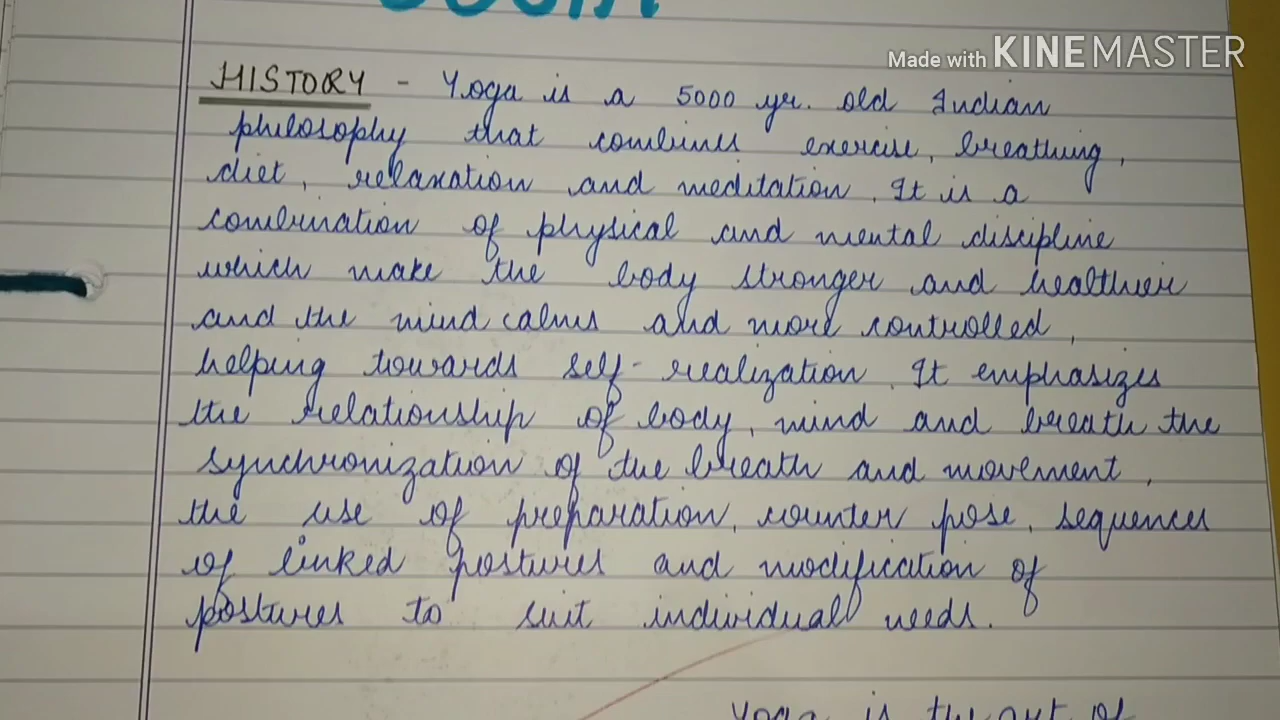 Made with KINEMASTER
HISTORY - Yoga is a 5000 yr. old Indian
philosophy that combines exercise, breathing,
diet, relaxation and meditation. It is a
combination of physical and mental discipline
which make the body stronger and healthier
and the mind calms and more controlled,
helping towards self-realization. It emphasizes
the relationship of body, mind and breath the
synchronization of the breath and movement,
the use of preparation, counter pose, sequences
of linked postures and modification of
postures to suit individual needs.
Yoga is the art of